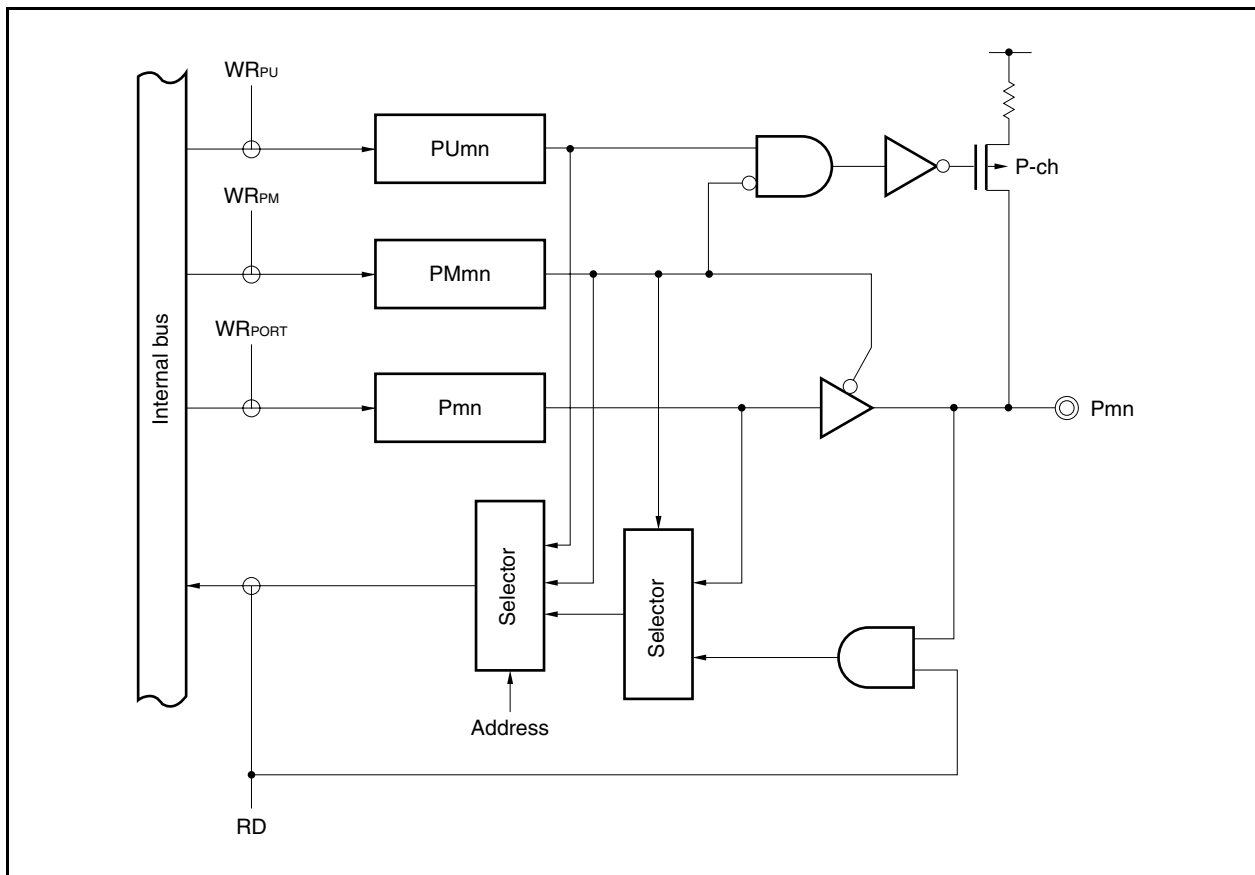 WRPU
PUmn
P-ch
WRPM
PMmn
WRPORT
Internal bus
Pmn
Pmn
Selector
Selector
Address
RD